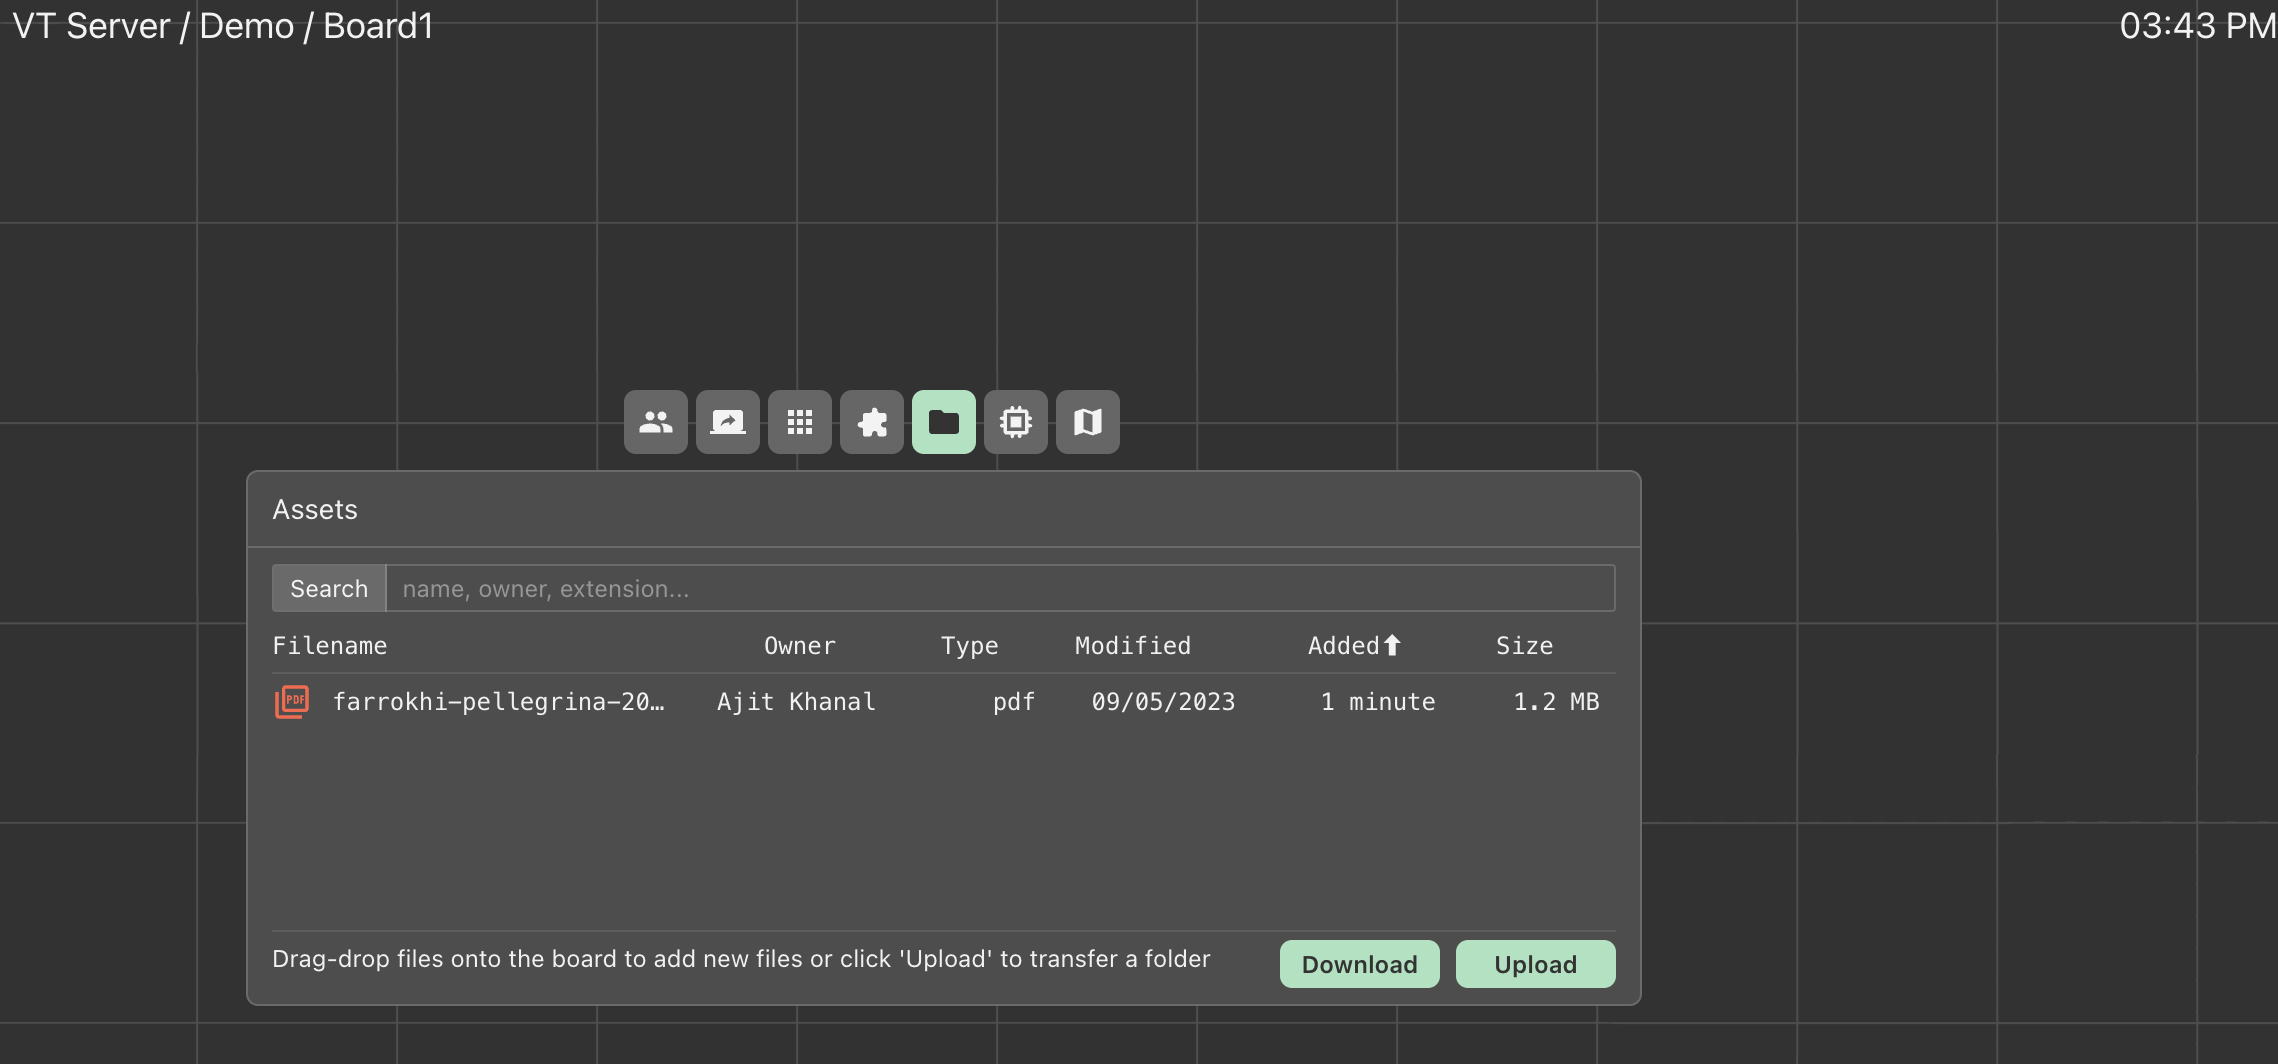 VT Server / Demo / Board1
03:43 PM
Assets
Search name, owner, extension...
Filename Owner Type Modified Added Size
PDF farrokhi-pellegrina-20… Ajit Khanal pdf 09/05/2023 1 minute 1.2 MB
Drag-drop files onto the board to add new files or click 'Upload' to transfer a folder
Download Upload